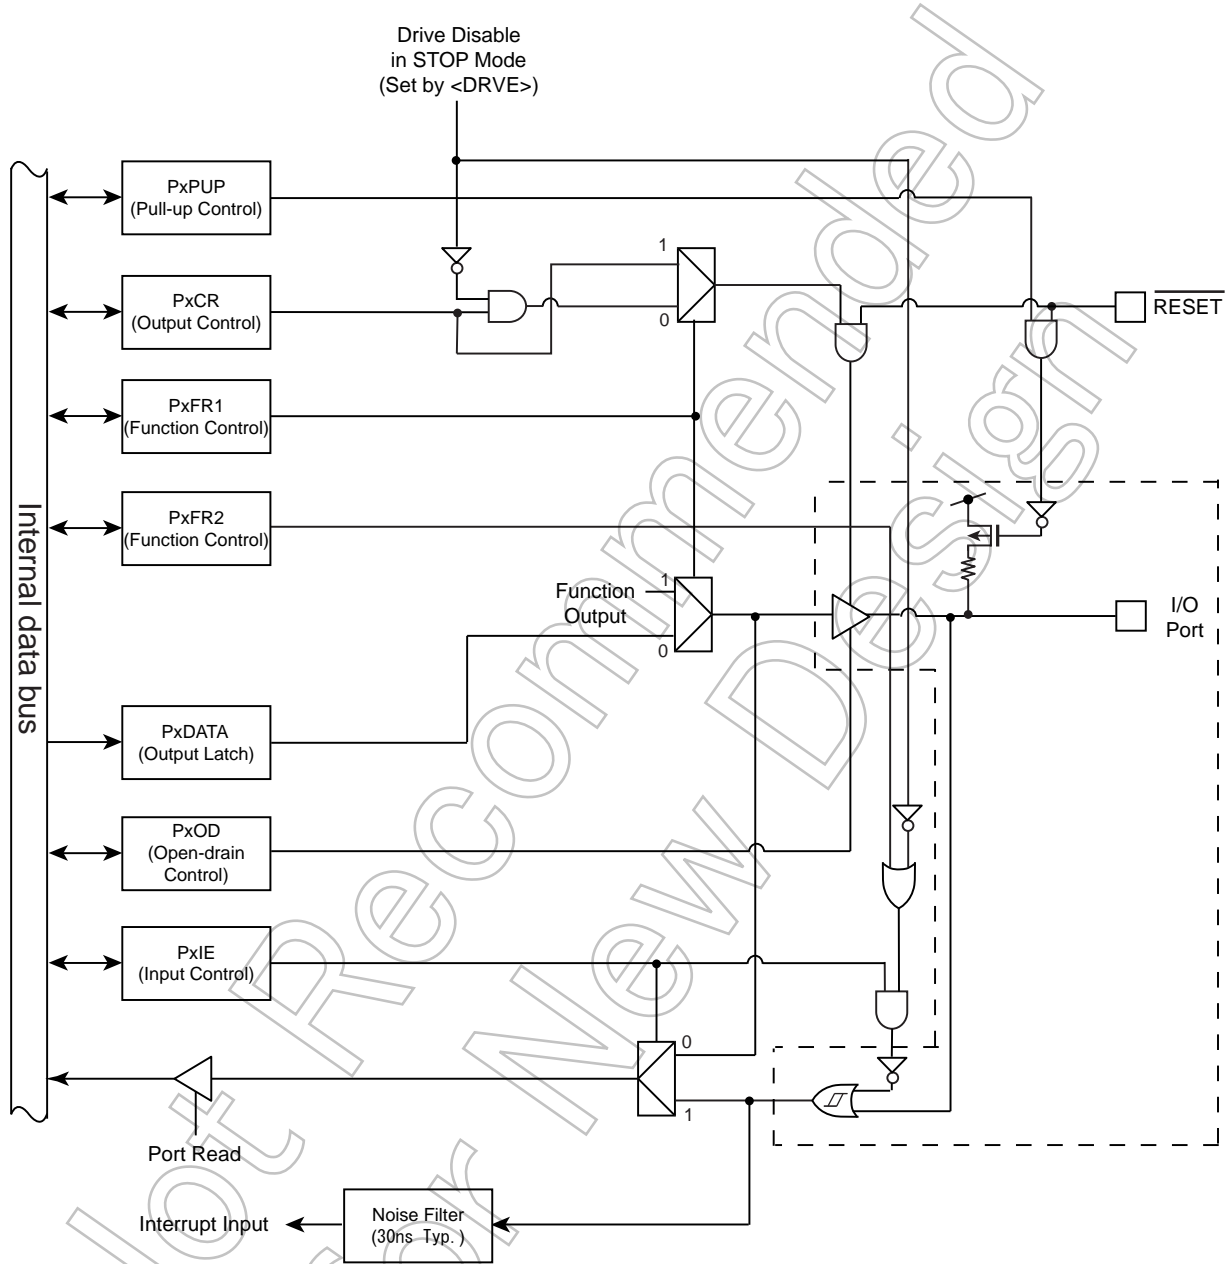 Drive Disable
in STOP Mode
(Set by <DRVE>)
PxPUP
(Pull-up Control)
1
PxCR
(Output Control)
0
RESET
PxFR1
(Function Control)
PxFR2
(Function Control)
Internal data bus
Function
Output
1
0
I/O
Port
PxDATA
(Output Latch)
PxOD
(Open-drain
Control)
PxIE
(Input Control)
0
1
Port Read
Interrupt Input
Noise Filter
(30ns Typ.)
Not Recommended
for New Design